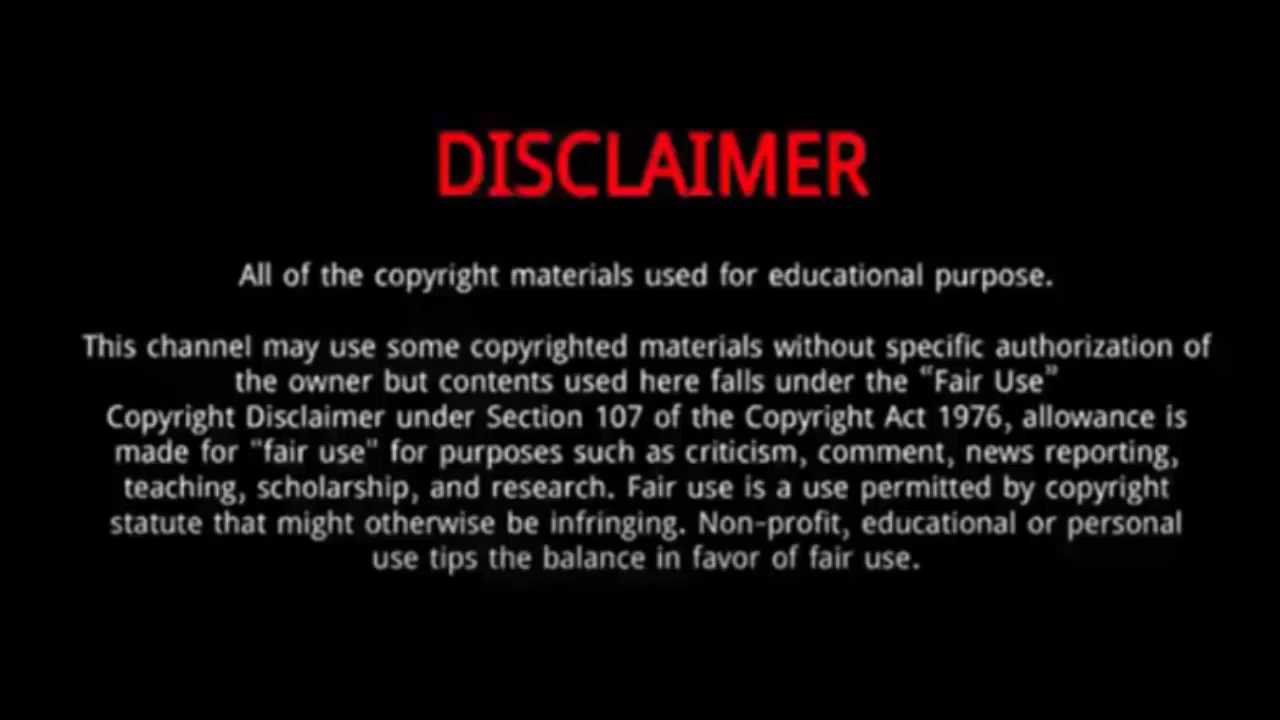 DISCLAIMER
All of the copyright materials used for educational purpose.
This channel may use some copyrighted materials without specific authorization of
the owner but contents used here falls under the “Fair Use”
Copyright Disclaimer under Section 107 of the Copyright Act 1976, allowance is
made for "fair use" for purposes such as criticism, comment, news reporting,
teaching, scholarship, and research. Fair use is a use permitted by copyright
statute that might otherwise be infringing. Non-profit, educational or personal
use tips the balance in favor of fair use.